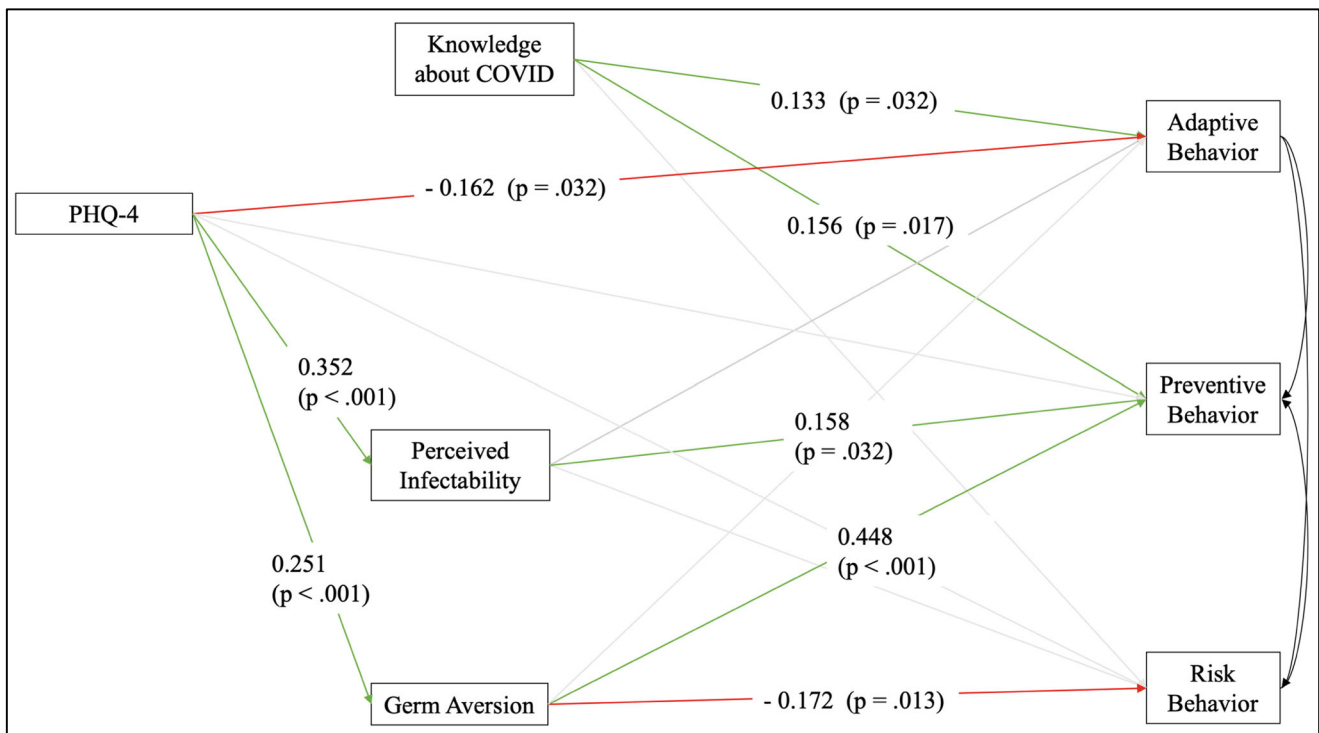 Knowledge
about COVID
0.133 (p = .032)
Adaptive
Behavior
- 0.162 (p = .032)
PHQ-4
0.156 (p = .017)
0.352
(p < .001)
Preventive
Behavior
0.158
(p = .032)
Perceived
Infectability
0.448
(p < .001)
0.251
(p < .001)
Germ Aversion
- 0.172 (p = .013)
Risk
Behavior